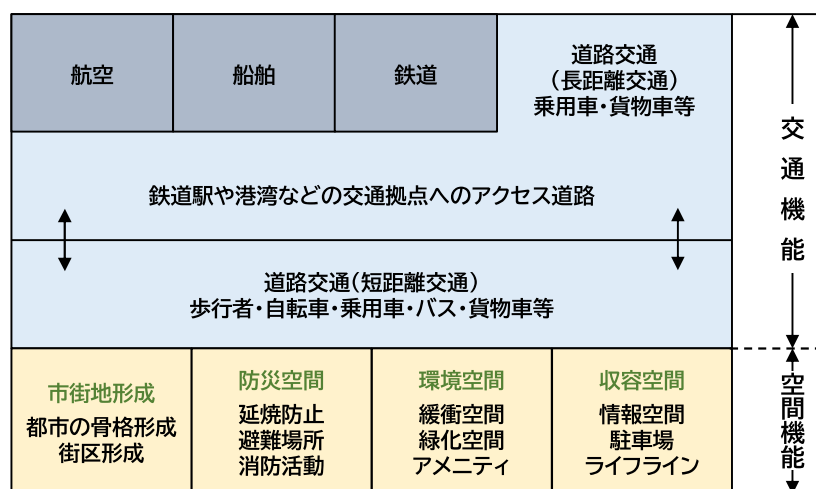 航空
船舶
鉄道
道路交通
（長距離交通）
乗用車・貨物車等
鉄道駅や港湾などの交通拠点へのアクセス道路
道路交通（短距離交通）
歩行者・自転車・乗用車・バス・貨物車等
交通機能
市街地形成
都市の骨格形成
街区形成
防災空間
延焼防止
避難場所
消防活動
環境空間
緩衝空間
緑化空間
アメニティ
収容空間
情報空間
駐車場
ライフライン
空間機能